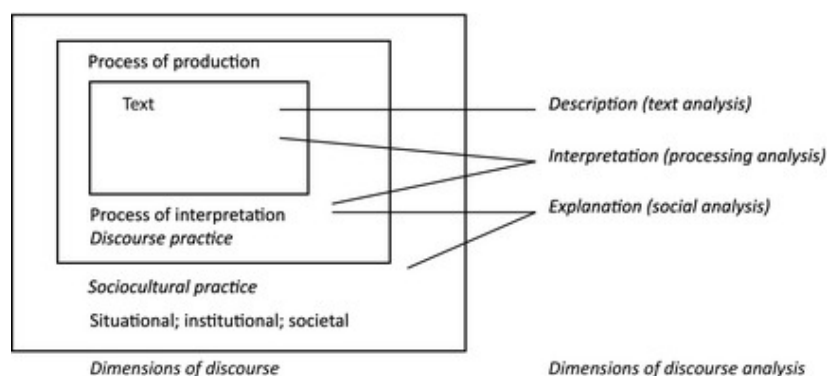 Process of production
Text
Description (text analysis)
Interpretation (processing analysis)
Process of interpretation
Explanation (social analysis)
Discourse practice
Sociocultural practice
Situational; institutional; societal
Dimensions of discourse
Dimensions of discourse analysis